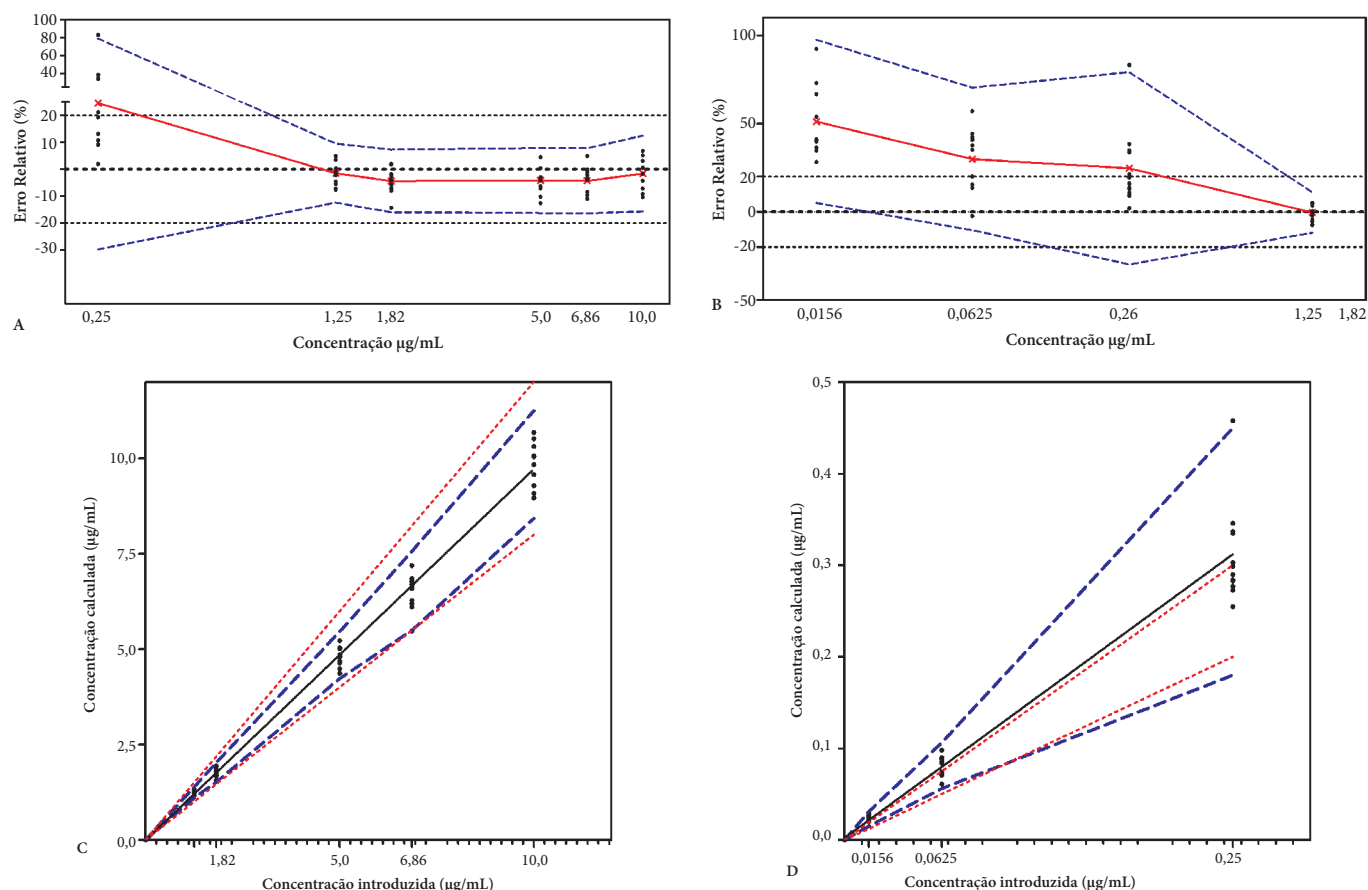 100
80
60
40
20
10
-10
-20
-30
Erro Relativo (%)
0,25 1,25 1,82 5,0 6,86 10,0
Concentração µg/mL
A
100
50
20
0
-20
-50
Erro Relativo (%)
0,0156 0,0625 0,26 1,25 1,82
Concentração µg/mL
B
10,0
7,5
5,0
2,5
0,0
Concentração calculada (µg/mL)
1,82 5,0 6,86 10,0
Concentração introduzida (µg/mL)
C
0,5
0,4
0,3
0,2
0,1
0,0
Concentração calculada (µg/mL)
0,0156 0,0625 0,25
Concentração introduzida (µg/mL)
D